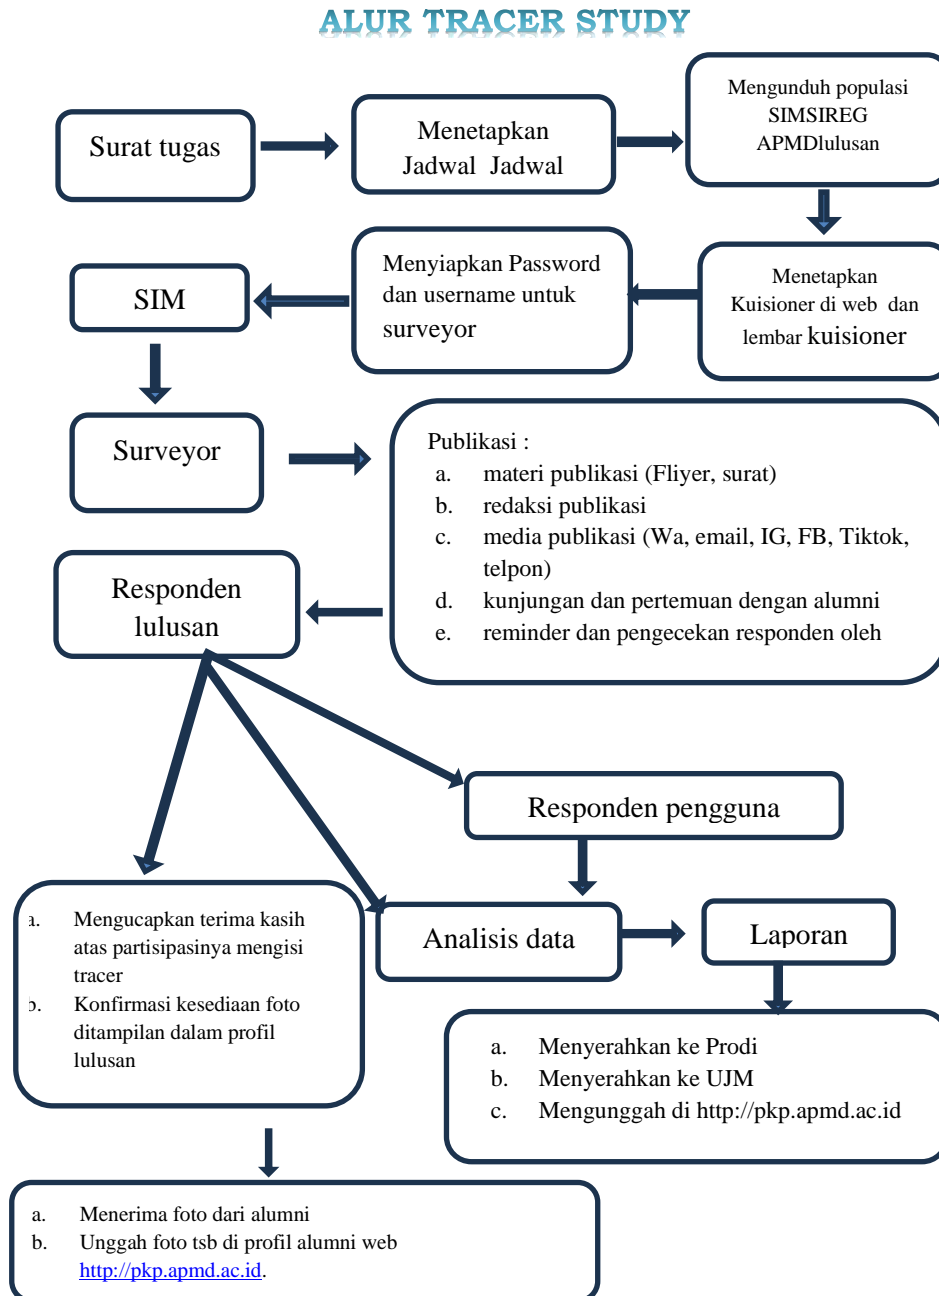 ALUR TRACER STUDY
Surat tugas
Menetapkan
Jadwal Jadwal
Mengunduh populasi
SIMSIREG
APMDlulusan
Menetapkan
Kuisioner di web dan
lembar kuisioner
Menyiapkan Password
dan username untuk
surveyor
SIM
Surveyor
Publikasi :
a. materi publikasi (Fliyer, surat)
b. redaksi publikasi
c. media publikasi (Wa, email, IG, FB, Tiktok,
telpon)
d. kunjungan dan pertemuan dengan alumni
e. reminder dan pengecekan responden oleh
Responden
lulusan
Responden pengguna
a. Mengucapkan terima kasih
atas partisipasinya mengisi
tracer
b. Konfirmasi kesediaan foto
ditampilan dalam profil
lulusan
Analisis data
Laporan
a. Menyerahkan ke Prodi
b. Menyerahkan ke UJM
c. Mengunggah di http://pkp.apmd.ac.id
a. Menerima foto dari alumni
b. Unggah foto tsb di profil alumni web
http://pkp.apmd.ac.id.